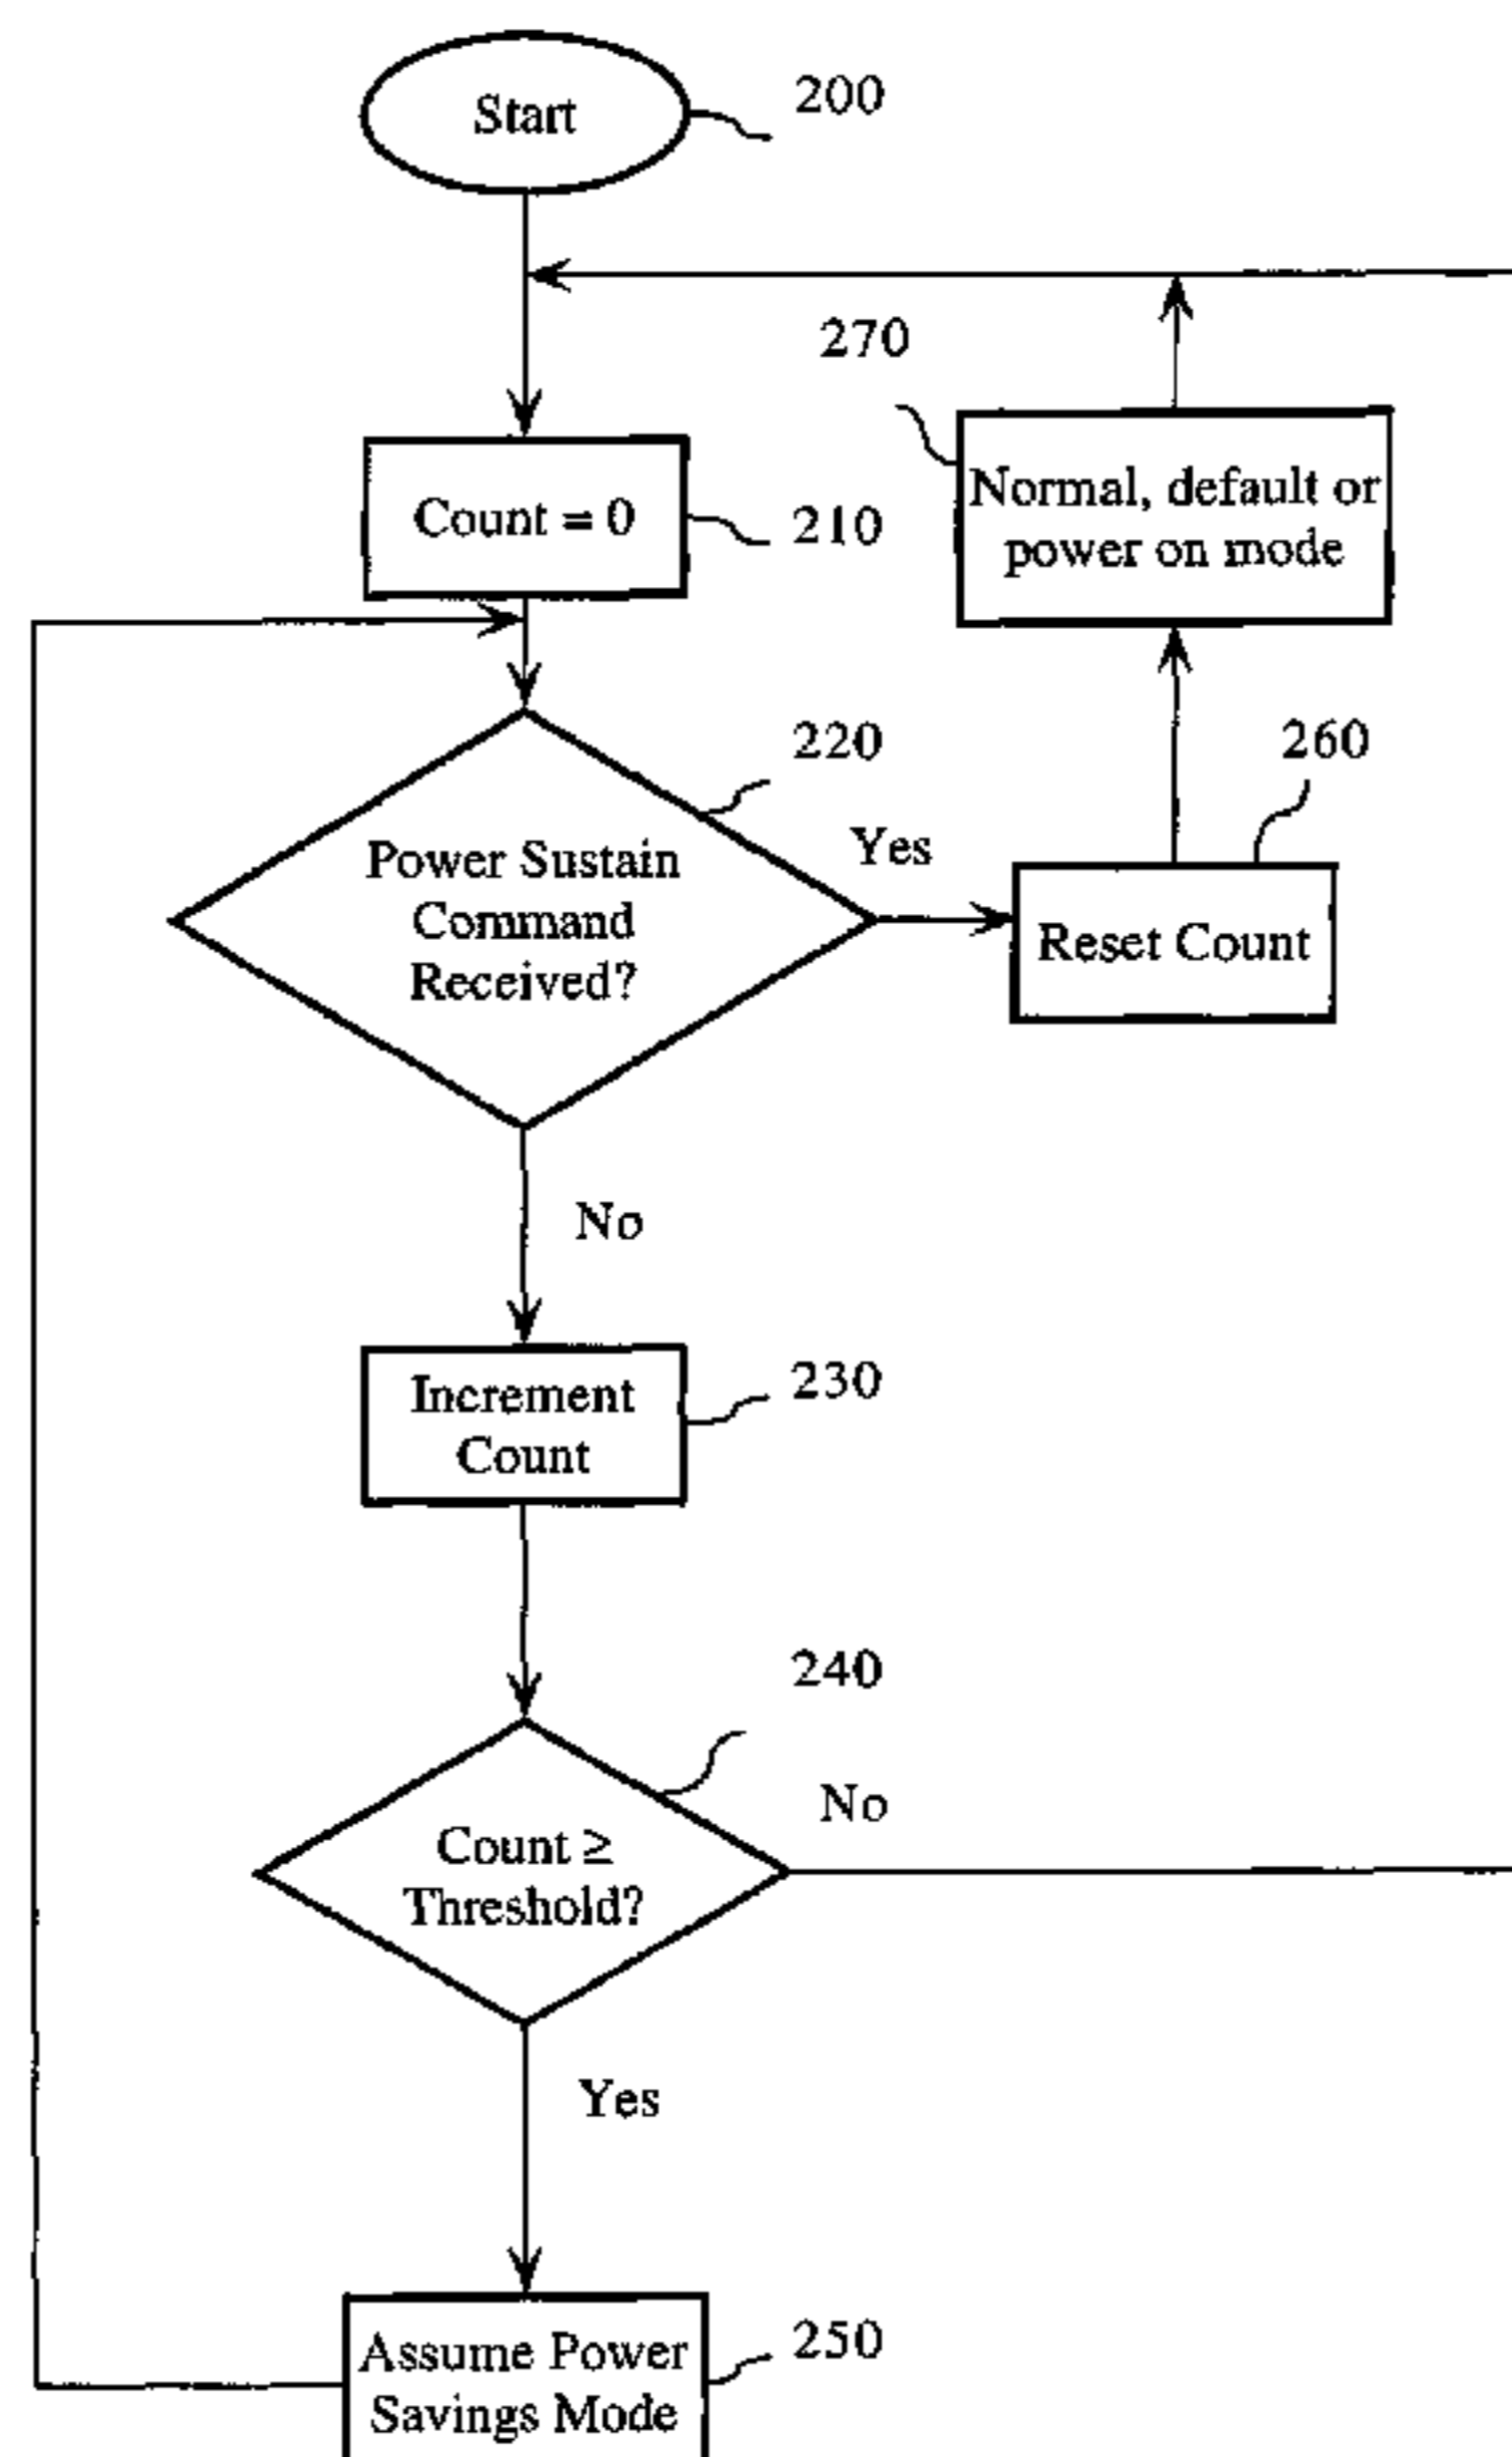 Start
200
270
Normal, default or
power on mode
Count = 0
210
220
260
Power Sustain
Command
Received?
Yes
Reset Count
No
Increment
Count
230
240
No
Count ≥
Threshold?
Yes
Assume Power
Savings Mode
250